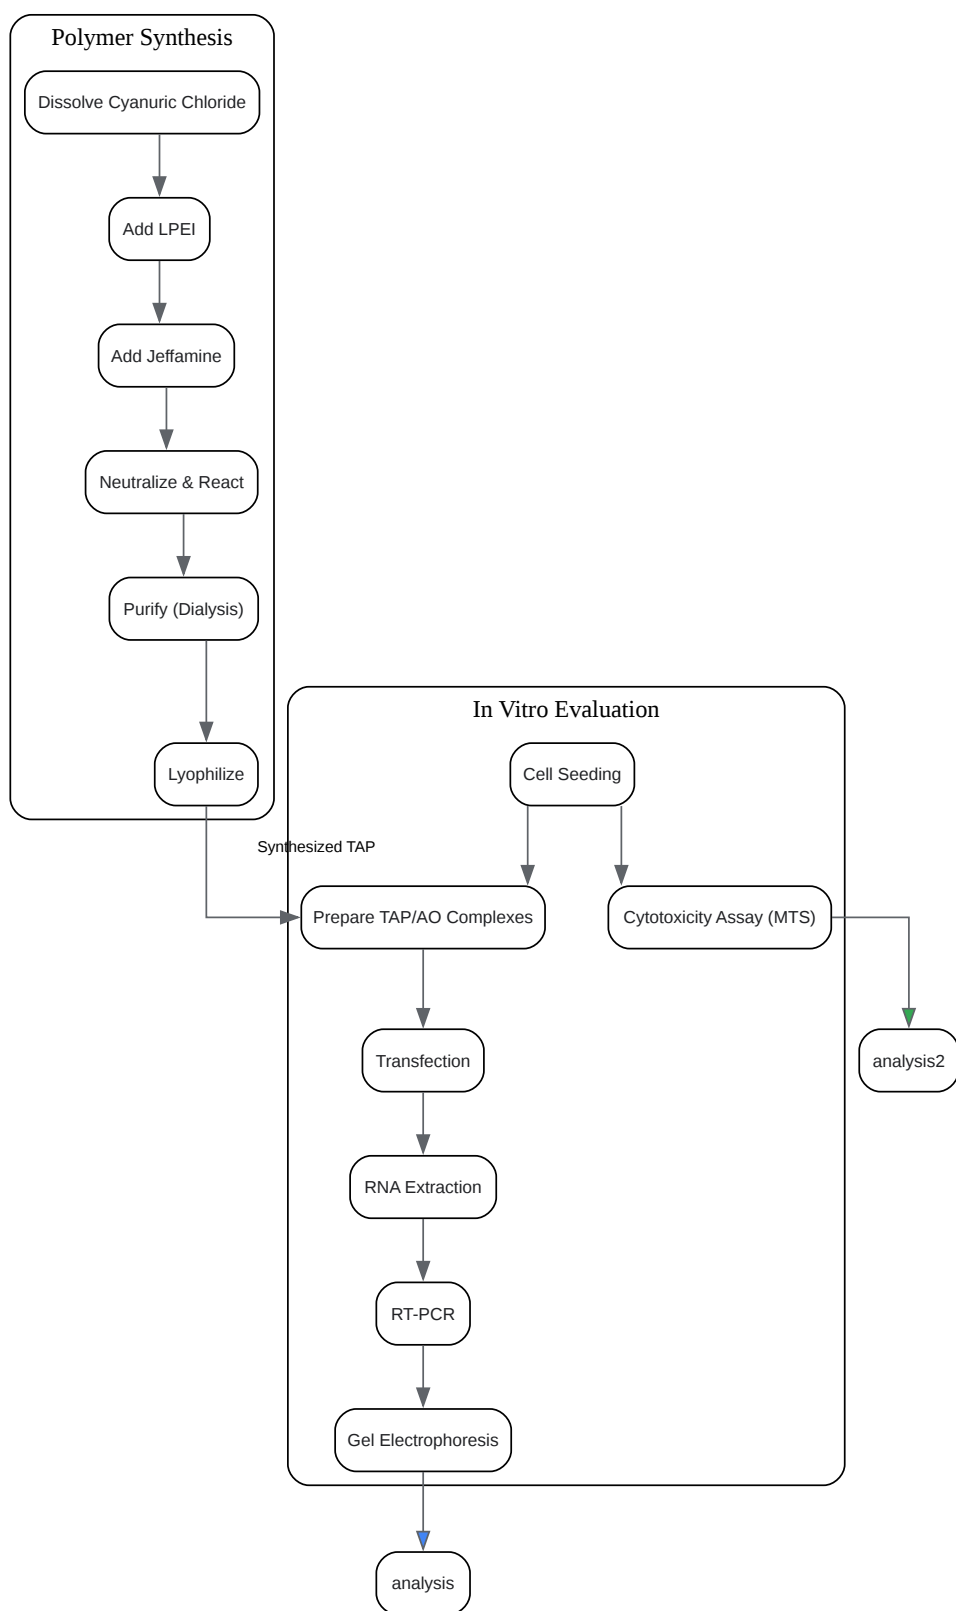 Polymer Synthesis
Dissolve Cyanuric Chloride
Add LPEI
Add Jeffamine
Neutralize & React
Purify (Dialysis)
Lyophilize
Synthesized TAP
In Vitro Evaluation
Cell Seeding
Prepare TAP/AO Complexes
Cytotoxicity Assay (MTS)
Transfection
analysis2
RNA Extraction
RT-PCR
Gel Electrophoresis
analysis